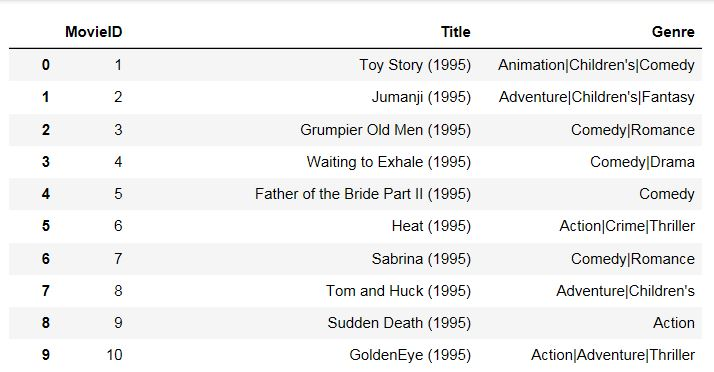 MovieID Title Genre
0 1 Toy Story (1995) Animation|Children's|Comedy
1 2 Jumanji (1995) Adventure|Children's|Fantasy
2 3 Grumpier Old Men (1995) Comedy|Romance
3 4 Waiting to Exhale (1995) Comedy|Drama
4 5 Father of the Bride Part II (1995) Comedy
5 6 Heat (1995) Action|Crime|Thriller
6 7 Sabrina (1995) Comedy|Romance
7 8 Tom and Huck (1995) Adventure|Children's
8 9 Sudden Death (1995) Action
9 10 GoldenEye (1995) Action|Adventure|Thriller